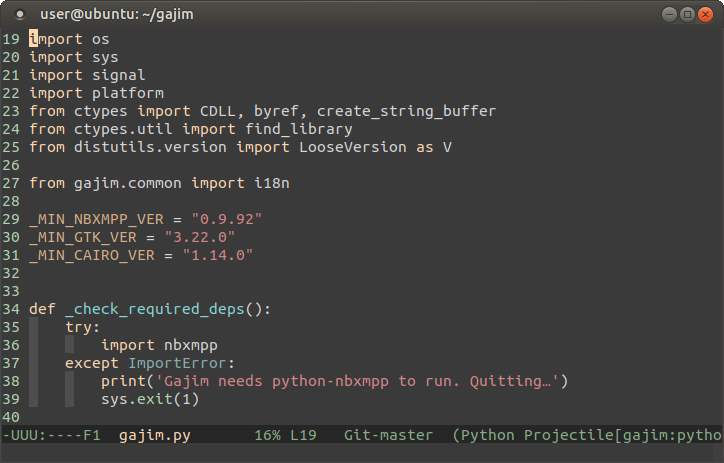 user@ubuntu: ~/gajim
19 import os
20 import sys
21 import signal
22 import platform
23 from ctypes import CDLL, byref, create_string_buffer
24 from ctypes.util import find_library
25 from distutils.version import LooseVersion as V
26
27 from gajim.common import i18n
28
29 _MIN_NBXMPP_VER = "0.9.92"
30 _MIN_GTK_VER = "3.22.0"
31 _MIN_CAIRO_VER = "1.14.0"
32
33
34 def _check_required_deps():
35     try:
36         import nbxmpp
37     except ImportError:
38         print('Gajim needs python-nbxmpp to run. Quitting…')
39         sys.exit(1)
40
-UUU:----F1  gajim.py       16% L19   Git-master  (Python Projectile[gajim:pytho